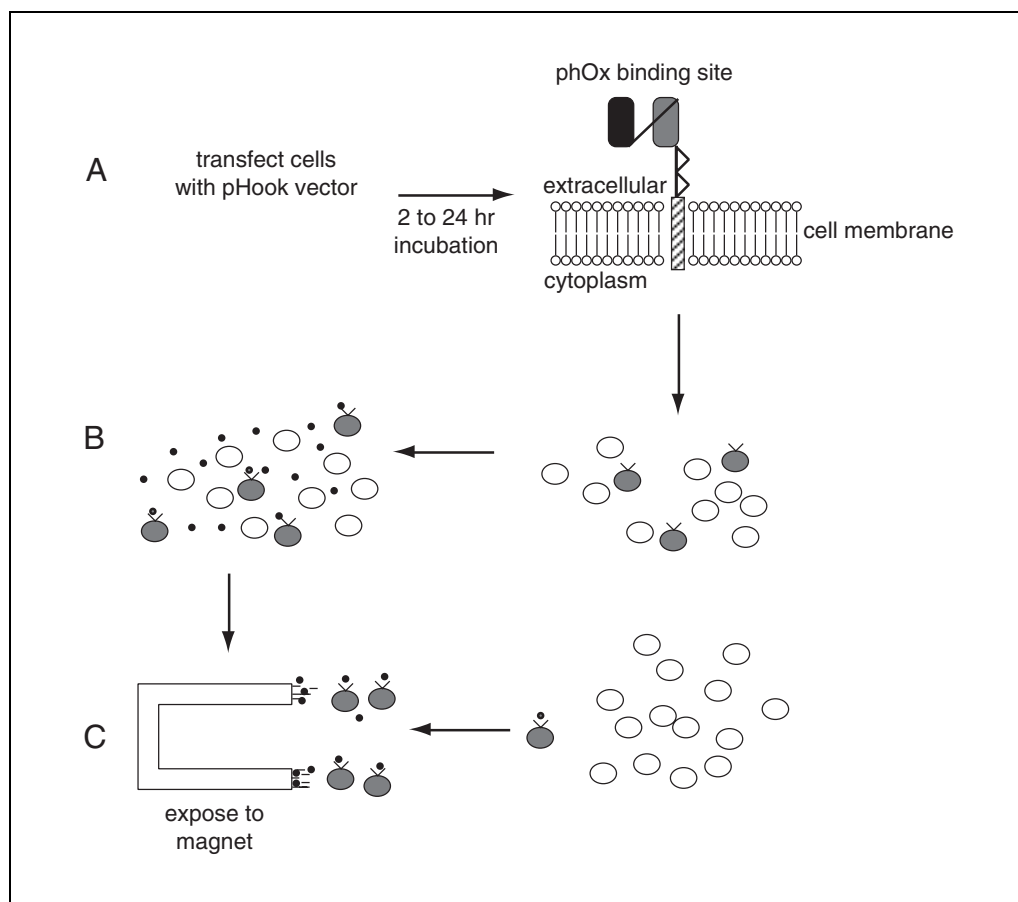 phOx binding site
A
transfect cells
with pHook vector
2 to 24 hr
incubation
extracellular
cell membrane
cytoplasm
B
C
expose to
magnet